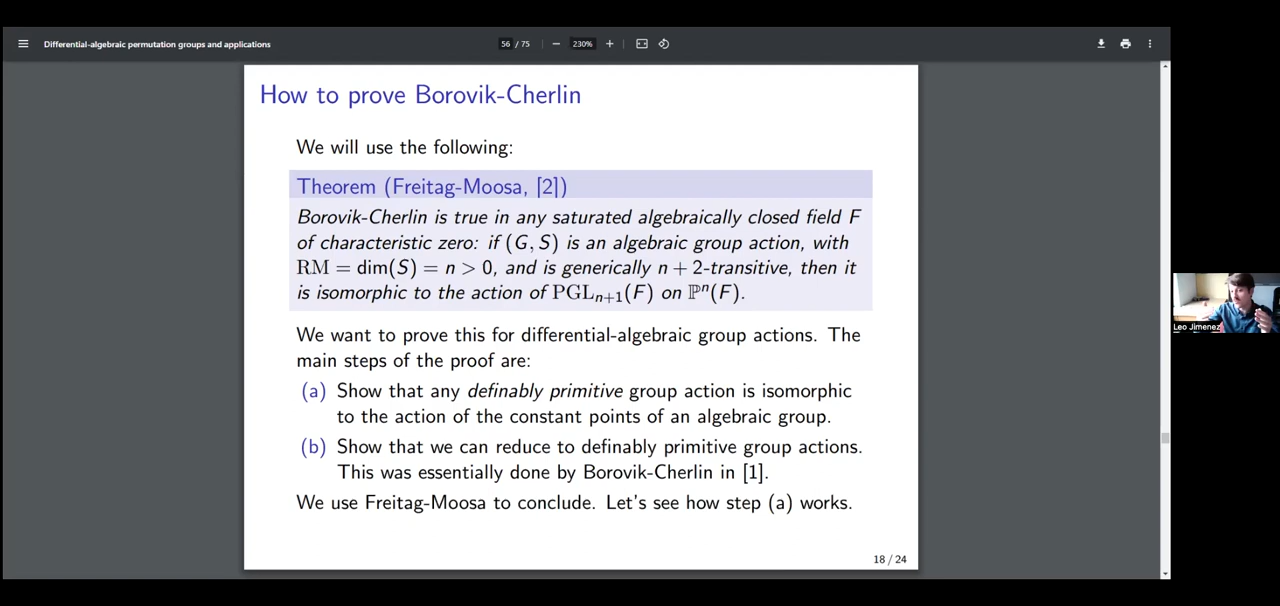 Differential-algebraic permutation groups and applications
56 / 75
230%
How to prove Borovik-Cherlin
We will use the following:
Theorem (Freitag-Moosa, [2])
Borovik-Cherlin is true in any saturated algebraically closed field F
of characteristic zero: if (G, S) is an algebraic group action, with
RM = dim(S) = n > 0, and is generically n + 2-transitive, then it
is isomorphic to the action of PGLₙ₊₁(F) on ℙⁿ(F).
We want to prove this for differential-algebraic group actions. The
main steps of the proof are:
(a) Show that any definably primitive group action is isomorphic
to the action of the constant points of an algebraic group.
(b) Show that we can reduce to definably primitive group actions.
This was essentially done by Borovik-Cherlin in [1].
We use Freitag-Moosa to conclude. Let's see how step (a) works.
18 / 24
Leo Jimenez